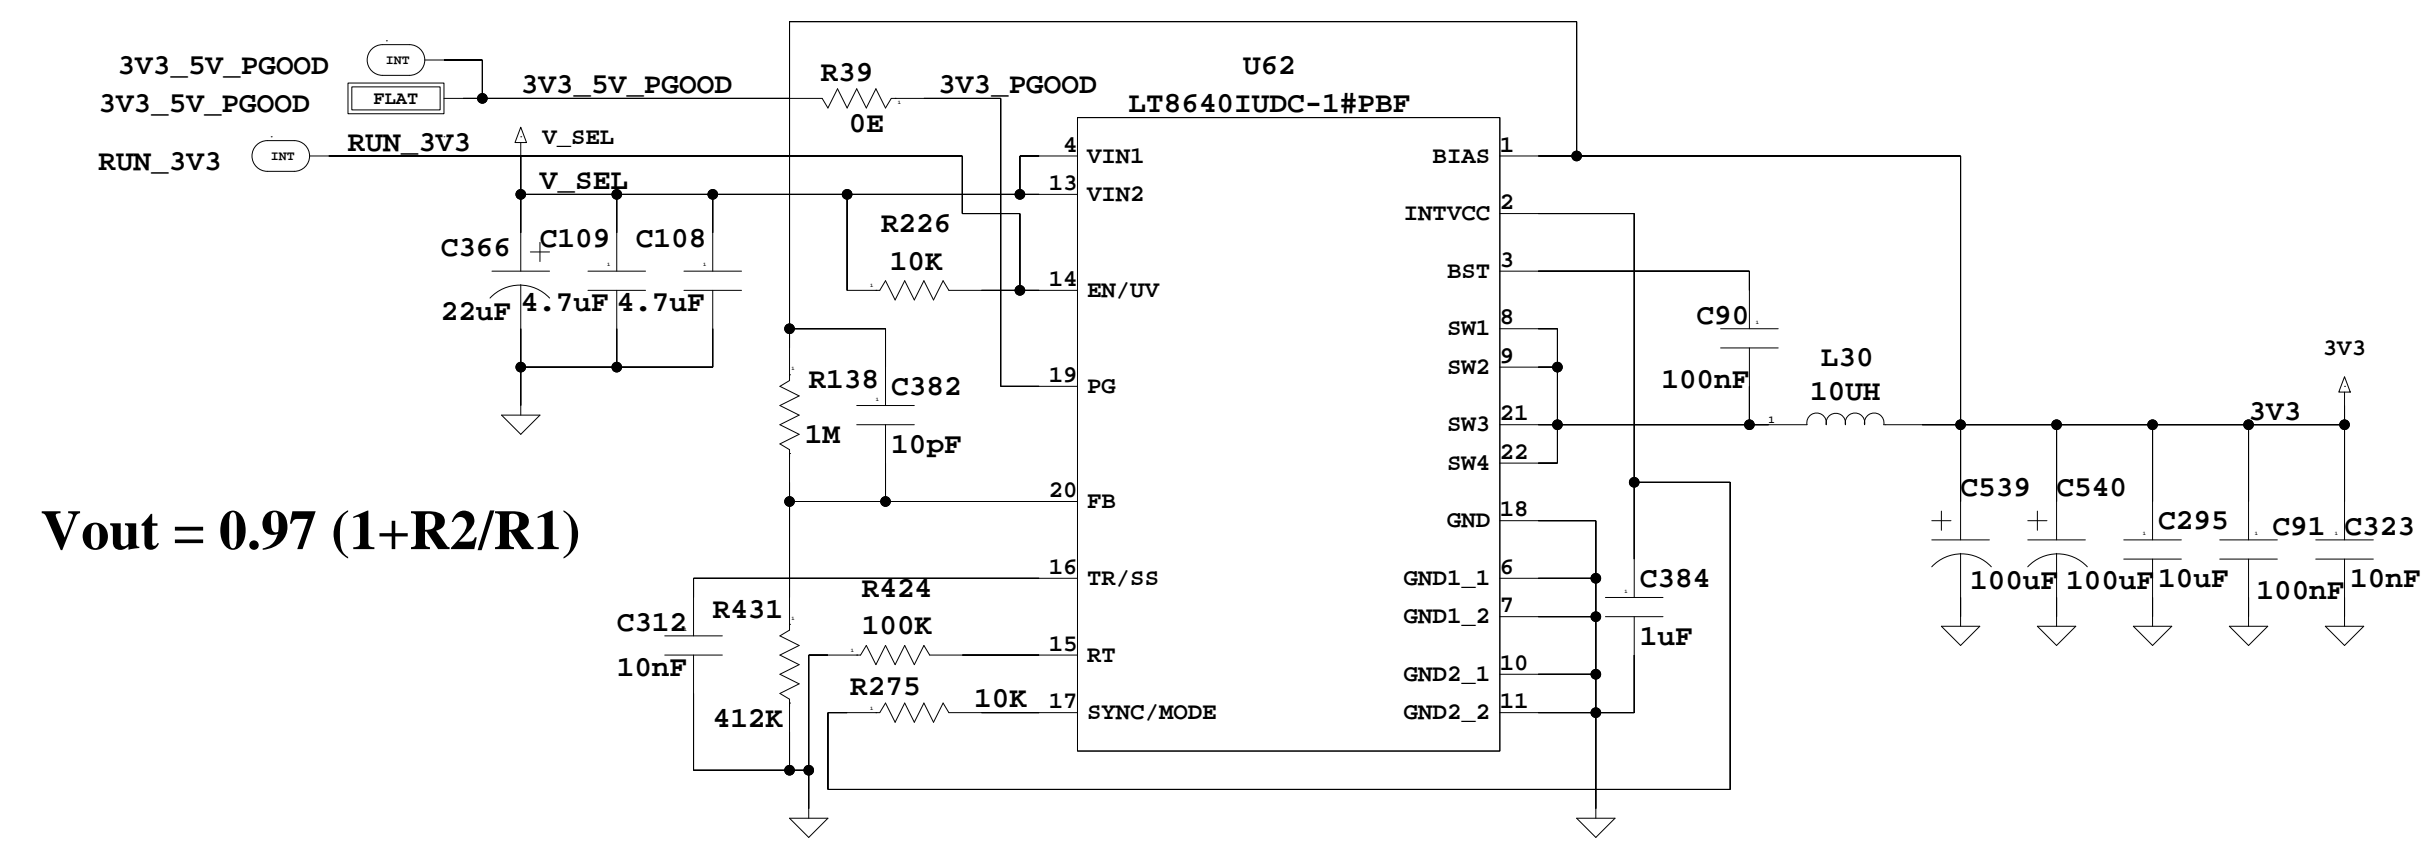 3V3_5V_PGOOD
INT
3V3_5V_PGOOD
FLAT
3V3_5V_PGOOD
R39
0E
3V3_PGOOD
RUN_3V3
INT
RUN_3V3
V_SEL
V_SEL
U62
LT8640IUDC-1#PBF
4
VIN1
13
VIN2
14
EN/UV
19
PG
20
FB
16
TR/SS
15
RT
17
SYNC/MODE
BIAS
1
INTVCC
2
BST
3
SW1
8
SW2
9
SW3
21
SW4
22
GND
18
GND1_1
6
GND1_2
7
GND2_1
10
GND2_2
11
C366
22uF
C109
4.7uF
C108
4.7uF
R226
10K
R138
1M
C382
10pF
Vout = 0.97 (1+R2/R1)
C312
10nF
R431
412K
R424
100K
R275
10K
C90
100nF
L30
10UH
C384
1uF
3V3
3V3
C539
100uF
C540
100uF
C295
10uF
C91
100nF
C323
10nF